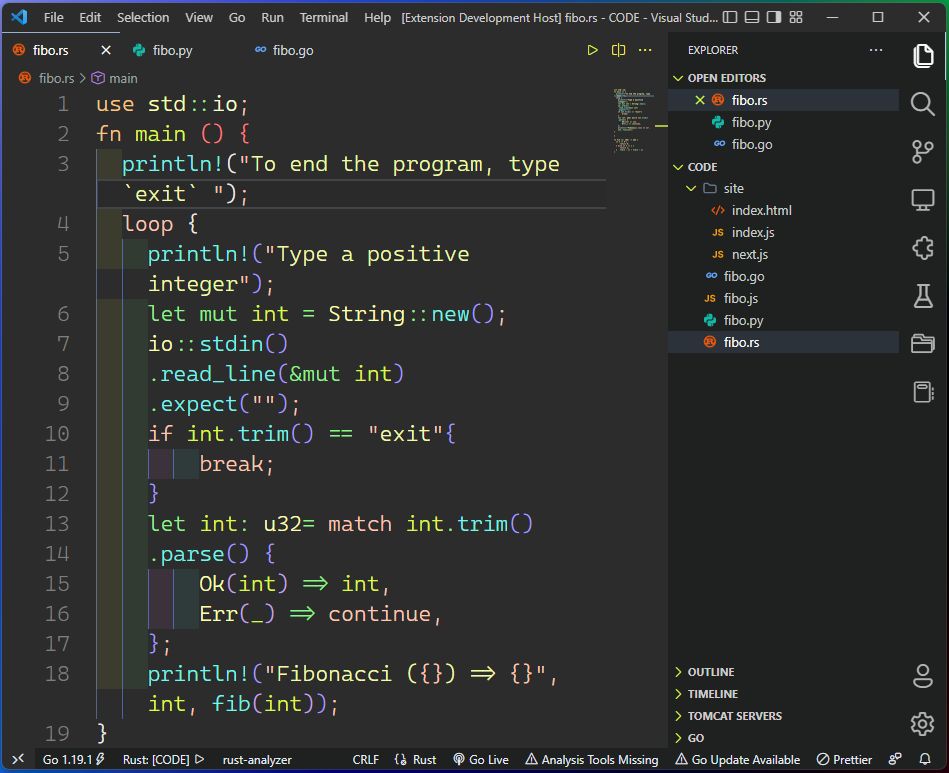 File Edit Selection View Go Run Terminal Help [Extension Development Host] fibo.rs - CODE - Visual Stud...
fibo.rs fibo.py fibo.go
fibo.rs > main
1 use std::io;
2 fn main () {
3 println!("To end the program, type
`exit` ");
4 loop {
5 println!("Type a positive
integer");
6 let mut int = String::new();
7 io::stdin()
8 .read_line(&mut int)
9 .expect("");
10 if int.trim() == "exit"{
11 break;
12 }
13 let int: u32= match int.trim()
14 .parse() {
15 Ok(int) => int,
16 Err(_) => continue,
17 };
18 println!("Fibonacci ({}) => {}",
int, fib(int));
19 }
EXPLORER
OPEN EDITORS
fibo.rs
fibo.py
GO fibo.go
CODE
site
index.html
JS index.js
JS next.js
GO fibo.go
JS fibo.js
fibo.py
fibo.rs
OUTLINE
TIMELINE
TOMCAT SERVERS
GO
Go 1.19.1 Rust: [CODE] rust-analyzer CRLF {} Rust Go Live Analysis Tools Missing Go Update Available Prettier